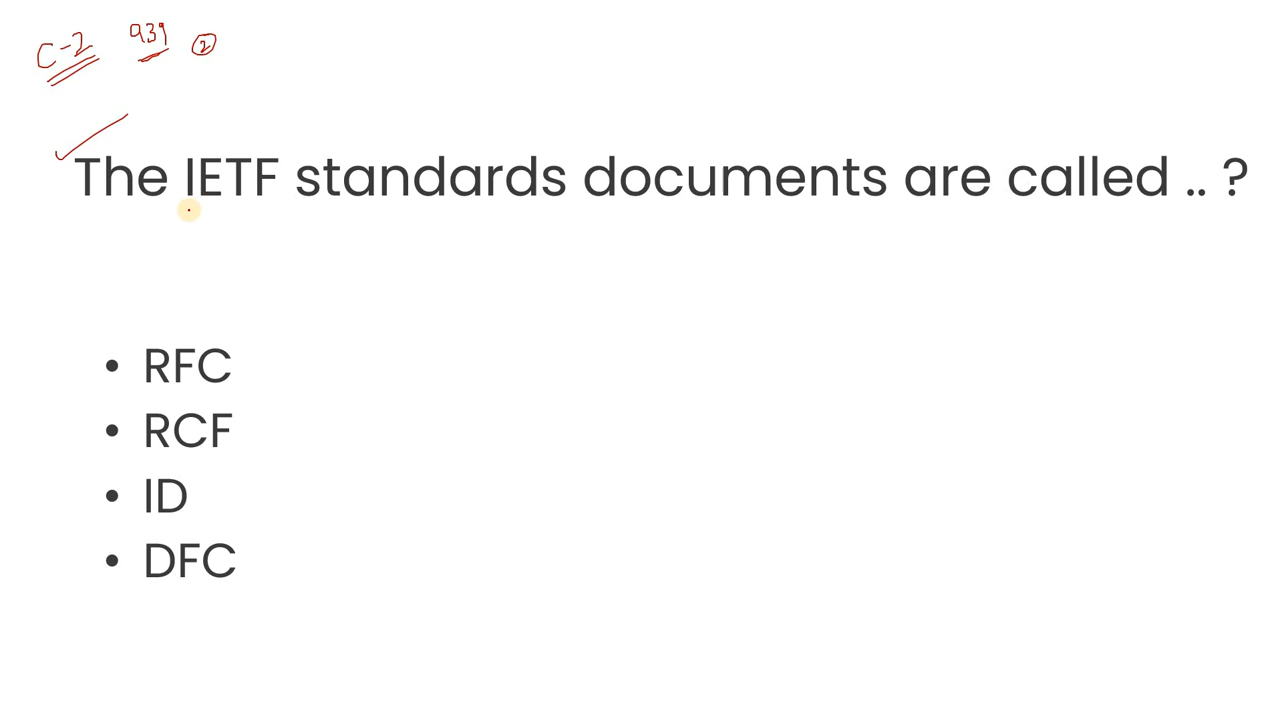 C-2 939 2
The IETF standards documents are called .. ?
• RFC
• RCF
• ID
• DFC